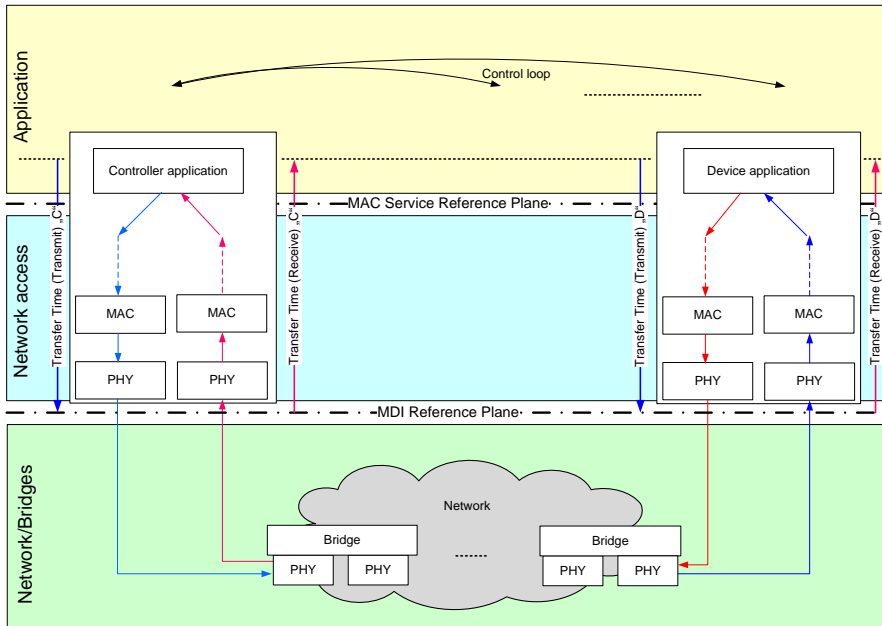 Application
Control loop
Controller application
Device application
MAC Service Reference Plane
Network access
Transfer Time (Transmit) „C“
Transfer Time (Receive) „C“
Transfer Time (Transmit) „D“
Transfer Time (Receive) „D“
MAC
MAC
MAC
MAC
PHY
PHY
PHY
PHY
MDI Reference Plane
Network/Bridges
Network
Bridge
Bridge
PHY
PHY
PHY
PHY